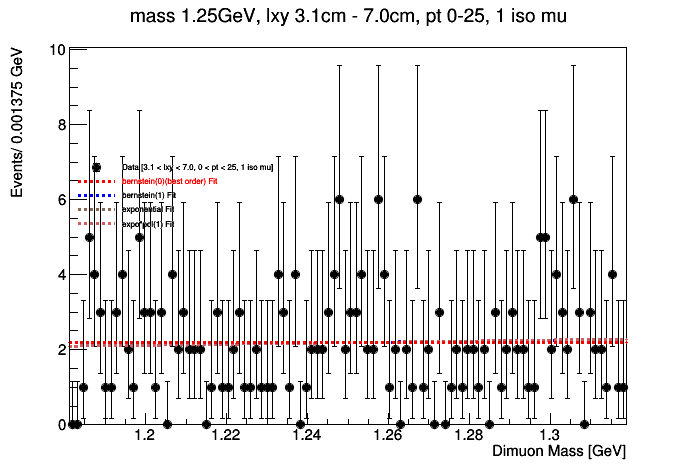 mass 1.25GeV, lxy 3.1cm - 7.0cm, pt 0-25, 1 iso mu
Events/ 0.001375 GeV
10
8
6
4
2
0
Data [3.1 < lxy < 7.0, 0 < pt < 25, 1 iso mu]
bernstein(0)(best order) Fit
bernstein(1) Fit
exponential Fit
expo*pol(1) Fit
1.2 1.22 1.24 1.26 1.28 1.3
Dimuon Mass [GeV]